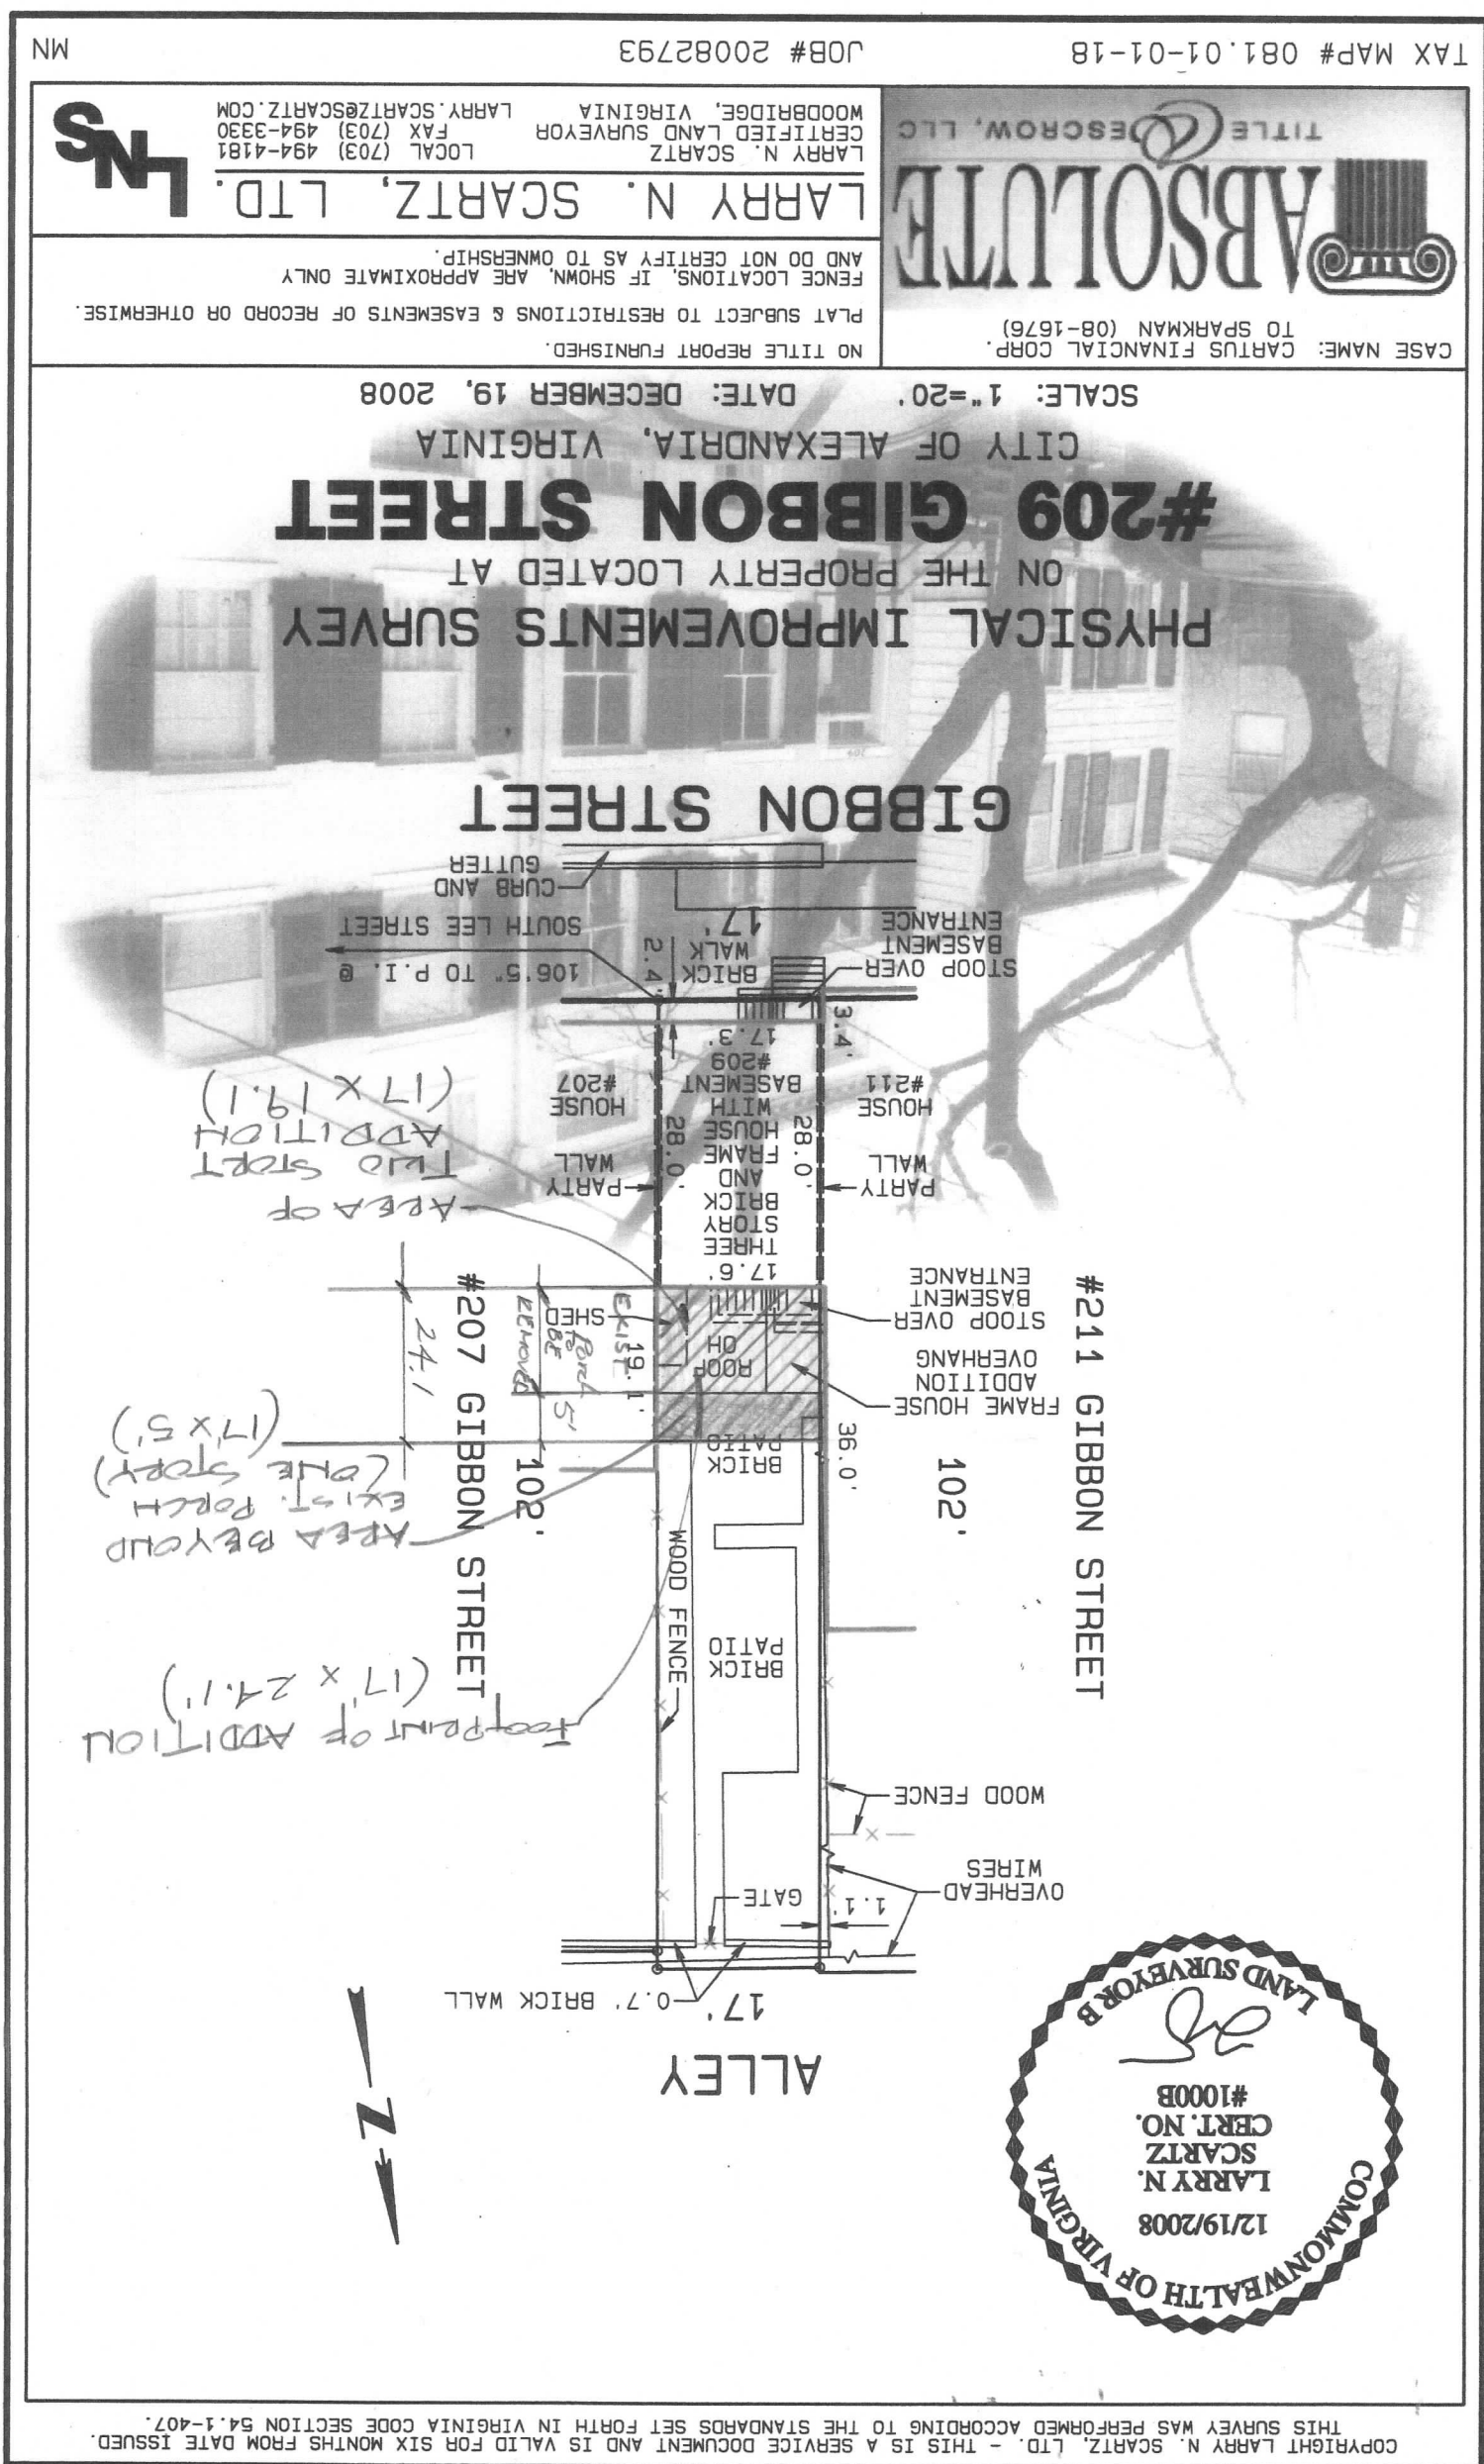 COPYRIGHT LARRY N. SCARTZ, LTD. - THIS IS A SERVICE DOCUMENT AND IS VALID FOR SIX MONTHS FROM DATE ISSUED.
THIS SURVEY WAS PERFORMED ACCORDING TO THE STANDARDS SET FORTH IN VIRGINIA CODE SECTION 54.1-407.
COMMONWEALTH OF VIRGINIA
12/19/2008
LARRY N.
SCARTZ
CERT. NO.
#1000B
LAND SURVEYOR B
N
ALLEY
17'
0.7' BRICK WALL
1.1'
GATE
OVERHEAD
WIRES
WOOD FENCE
FOOTPRINT OF ADDITION
(17' X 24.1')
BRICK
PATIO
WOOD FENCE
#211 GIBBON STREET
102'
#207 GIBBON STREET
102'
AREA BEYOND
EXIST. PORCH
(ONE STORY)
(17' X 5')
36.0'
BRICK
PATIO
5'
24.1
FRAME HOUSE
ADDITION
OVERHANG
ROOF
OH
19.1'
EXIST.
PORCH
TO
BE
REMOVED
SHED
STOOP OVER
BASEMENT
ENTRANCE
AREA OF
TWO STORY
ADDITION
(17 X 19.1)
17.6'
THREE
STORY
BRICK
AND
FRAME
HOUSE
WITH
BASEMENT
#209
17.3'
28.0'
28.0'
PARTY
WALL
PARTY
WALL
HOUSE
#211
HOUSE
#207
3.4'
2.4'
STOOP OVER
BASEMENT
ENTRANCE
BRICK
WALK
17'
106'5" TO P.I. @
SOUTH LEE STREET
CURB AND
GUTTER
GIBBON STREET
PHYSICAL IMPROVEMENTS SURVEY
ON THE PROPERTY LOCATED AT
#209 GIBBON STREET
CITY OF ALEXANDRIA, VIRGINIA
SCALE: 1"=20' DATE: DECEMBER 19, 2008
CASE NAME: CARTUS FINANCIAL CORP.
TO SPARKMAN (08-1676)
ABSOLUTE
TITLE & ESCROW, LLC
NO TITLE REPORT FURNISHED.
PLAT SUBJECT TO RESTRICTIONS & EASEMENTS OF RECORD OR OTHERWISE.
FENCE LOCATIONS, IF SHOWN, ARE APPROXIMATE ONLY
AND DO NOT CERTIFY AS TO OWNERSHIP.
LARRY N. SCARTZ, LTD.
LARRY N. SCARTZ LOCAL (703) 494-4181
CERTIFIED LAND SURVEYOR FAX (703) 494-3330
WOODBRIDGE, VIRGINIA LARRY.SCARTZ@SCARTZ.COM
LNS
TAX MAP# 081.01-01-18 JOB# 20082793 MN